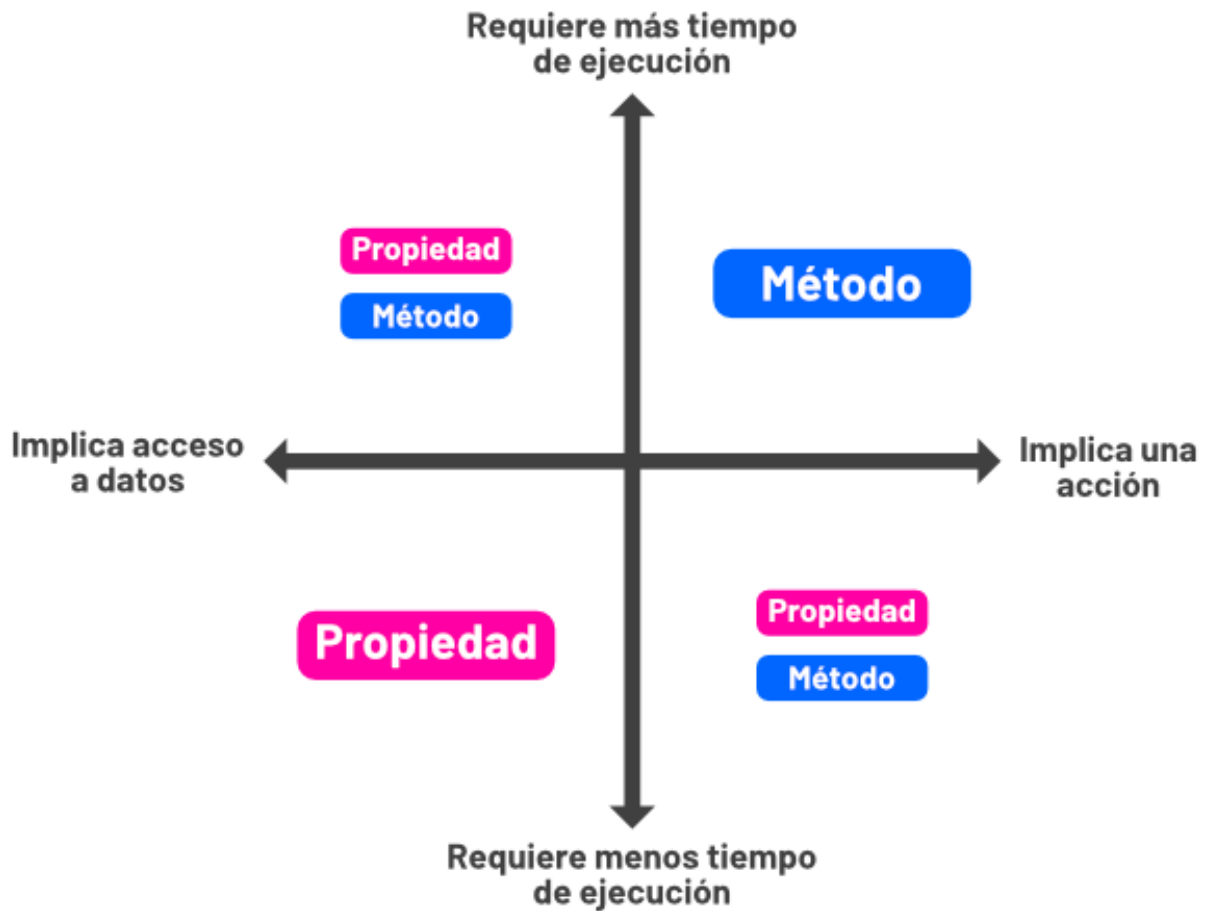 Requiere más tiempo
de ejecución
Propiedad
Método
Método
Implica acceso
a datos
Implica una
acción
Propiedad
Propiedad
Método
Requiere menos tiempo
de ejecución